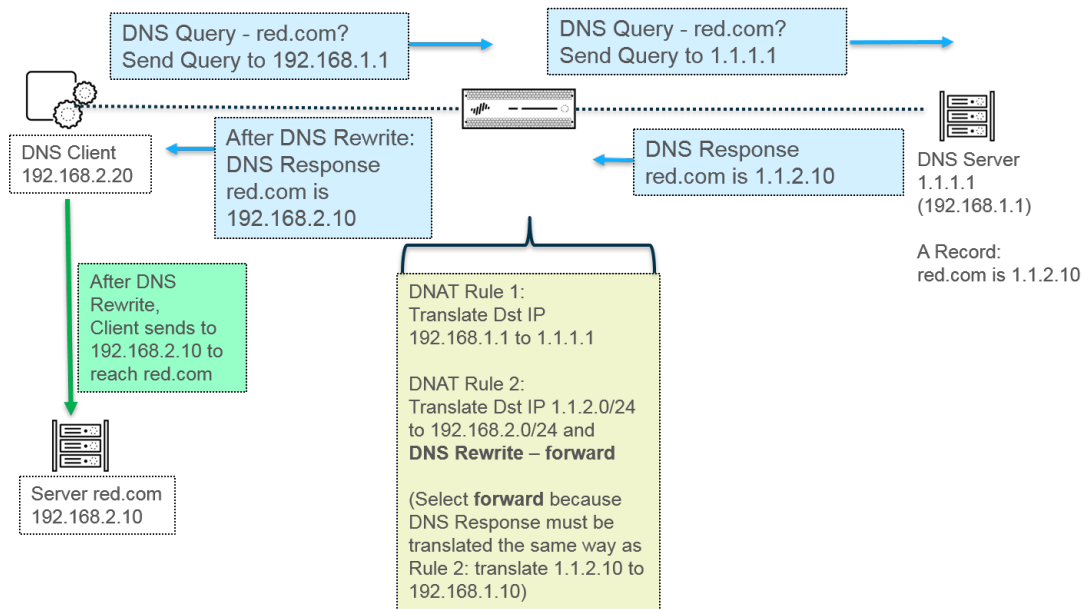 DNS Query - red.com?
Send Query to 192.168.1.1
DNS Query - red.com?
Send Query to 1.1.1.1
DNS Client
192.168.2.20
After DNS Rewrite:
DNS Response
red.com is
192.168.2.10
DNS Response
red.com is 1.1.2.10
DNS Server
1.1.1.1
(192.168.1.1)
A Record:
red.com is 1.1.2.10
After DNS
Rewrite,
Client sends to
192.168.2.10 to
reach red.com
Server red.com
192.168.2.10
DNAT Rule 1:
Translate Dst IP
192.168.1.1 to 1.1.1.1
DNAT Rule 2:
Translate Dst IP 1.1.2.0/24
to 192.168.2.0/24 and
DNS Rewrite – forward
(Select forward because
DNS Response must be
translated the same way as
Rule 2: translate 1.1.2.10 to
192.168.1.10)